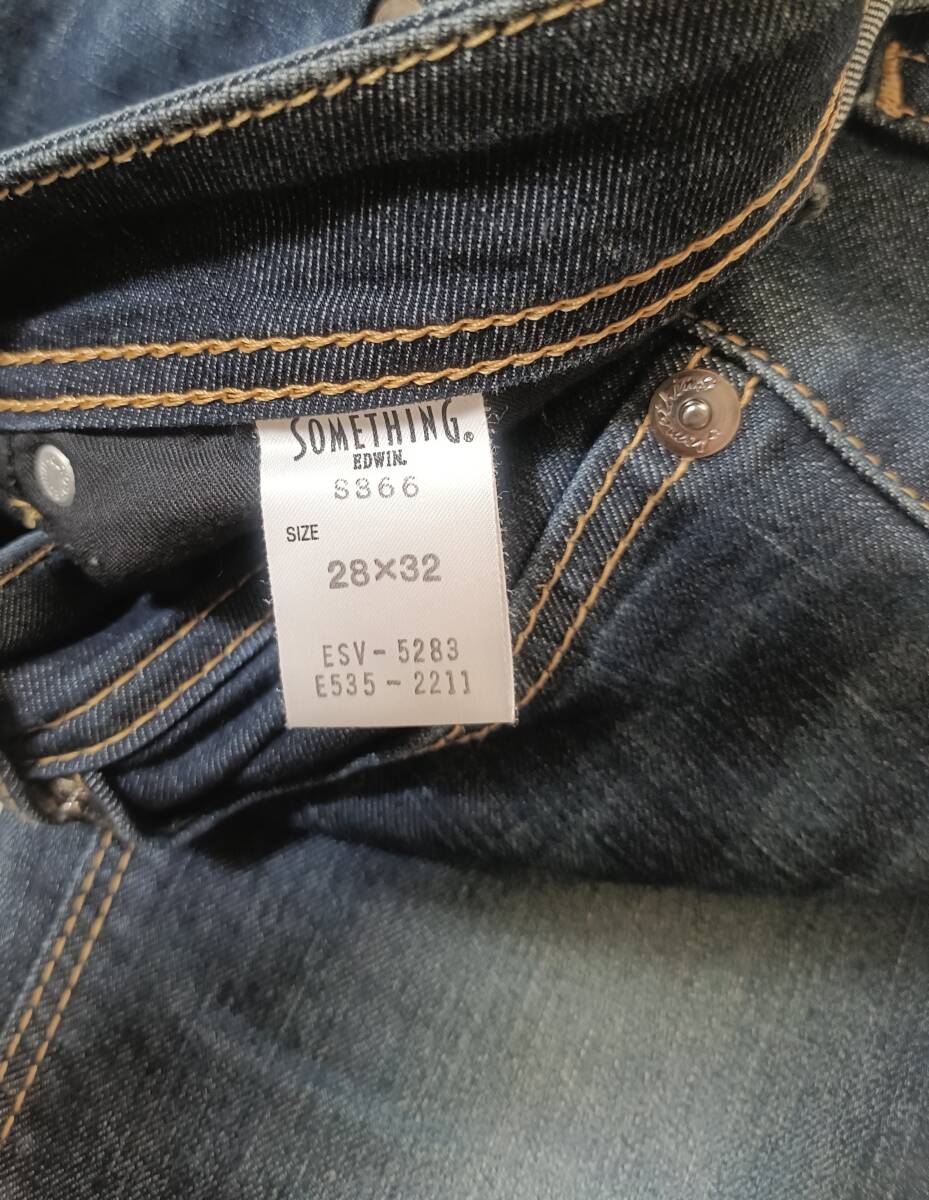 SOMETHING®
EDWIN.
S366
SIZE
28×32
ESV-5283
E535-2211